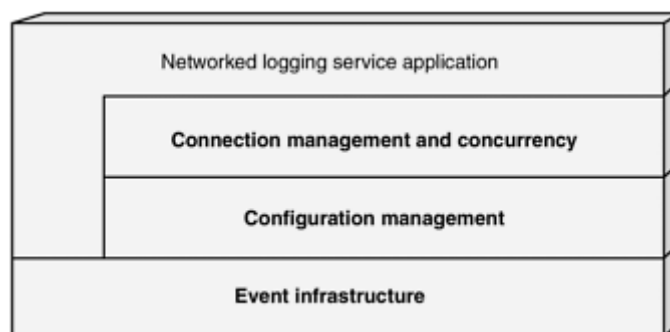 Networked logging service application
Connection management and concurrency
Configuration management
Event infrastructure